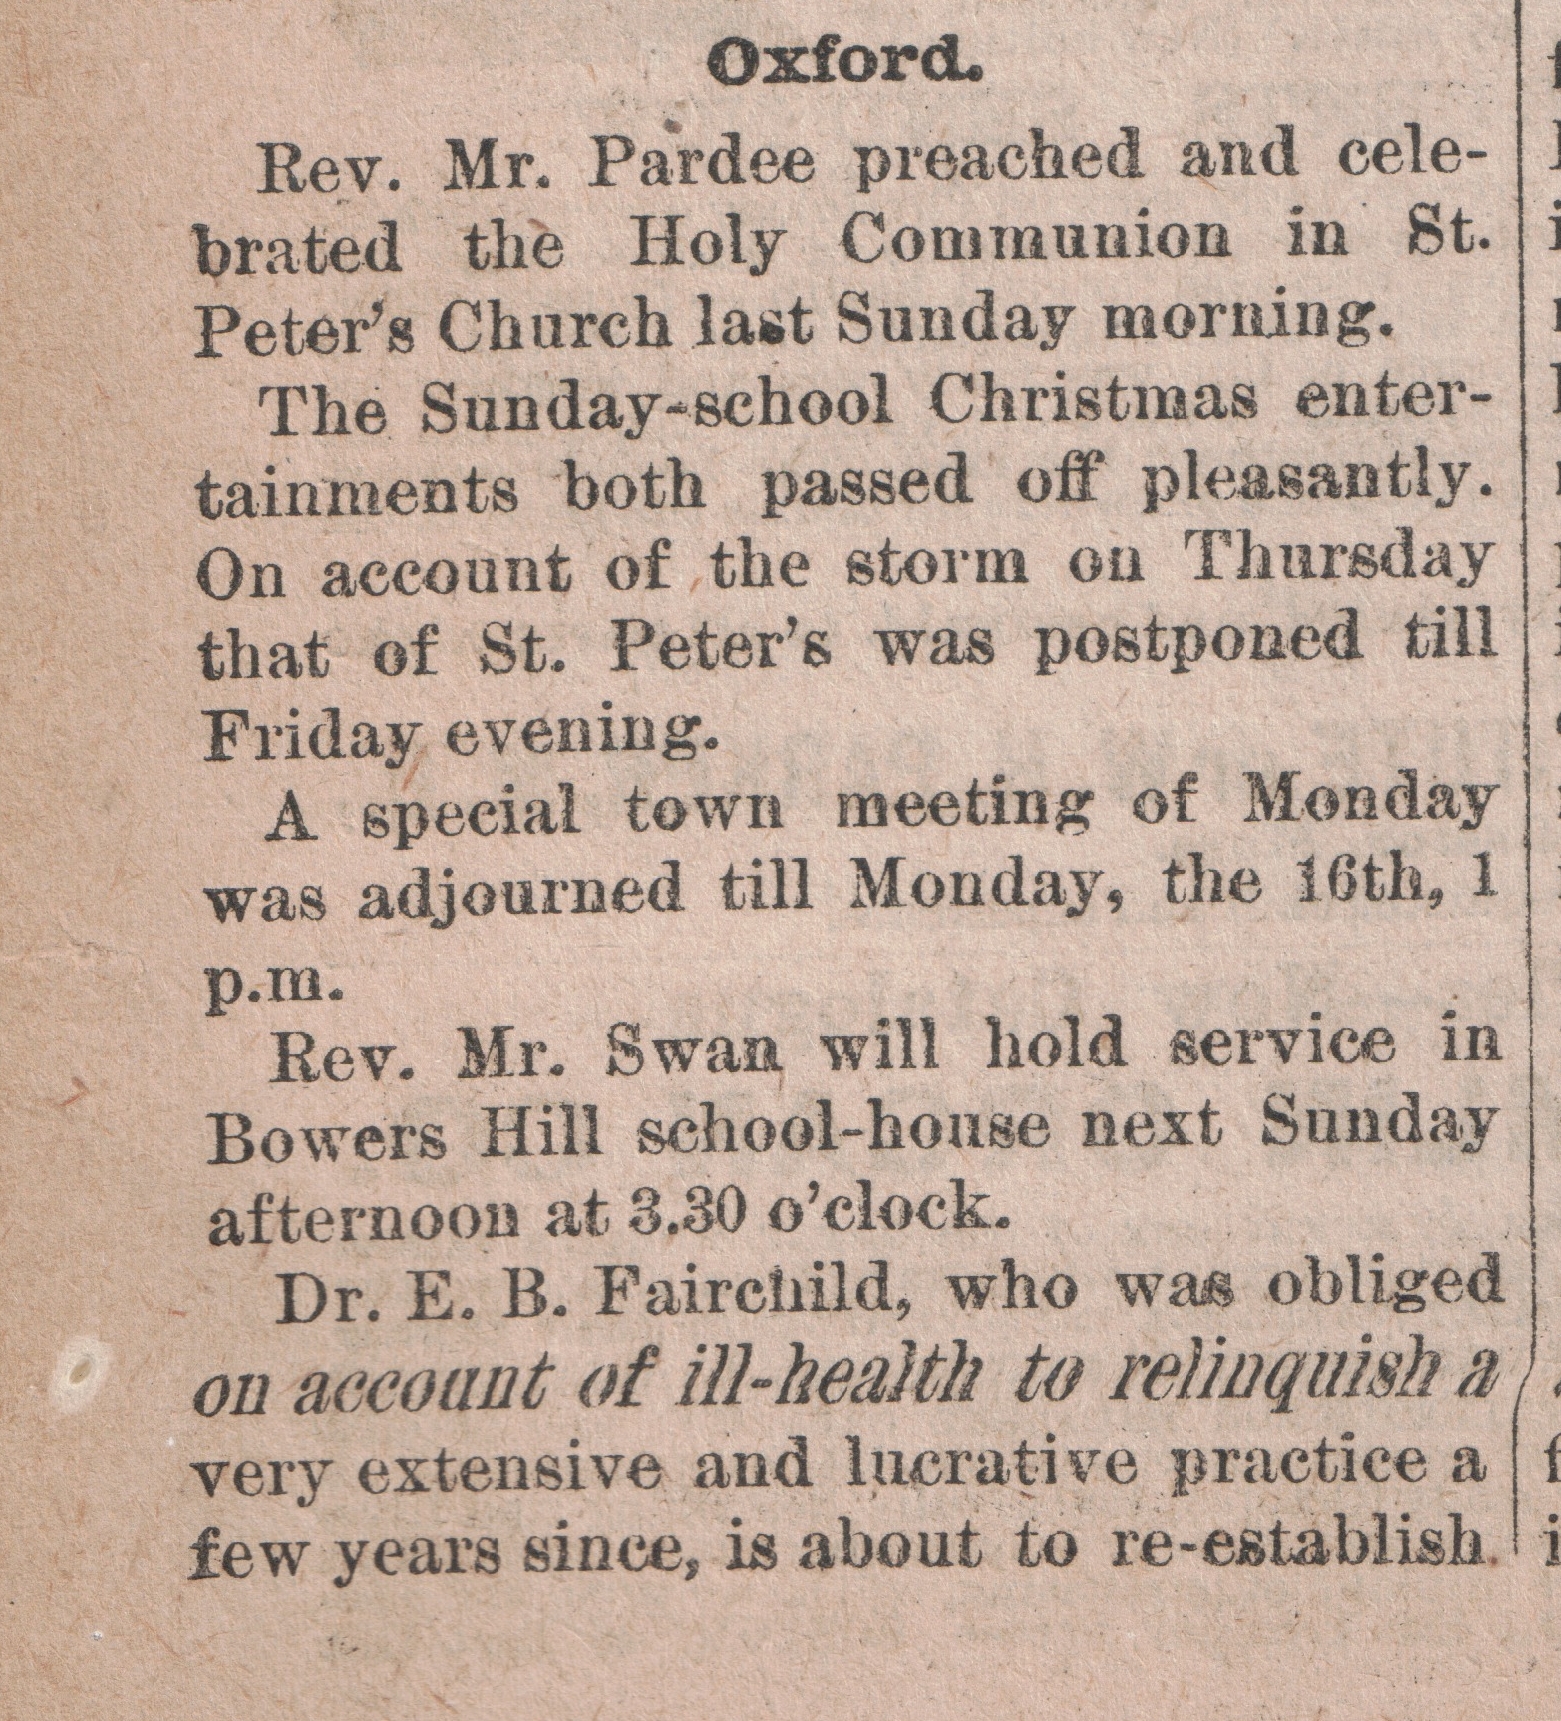 Oxford.
Rev. Mr. Pardee preached and cele-
brated the Holy Communion in St.
Peter's Church last Sunday morning.
The Sunday-school Christmas enter-
tainments both passed off pleasantly.
On account of the storm on Thursday
that of St. Peter's was postponed till
Friday evening.
A special town meeting of Monday
was adjourned till Monday, the 16th, 1
p.m.
Rev. Mr. Swan will hold service in
Bowers Hill school-house next Sunday
afternoon at 3.30 o'clock.
Dr. E. B. Fairchild, who was obliged
on account of ill-health to relinquish a
very extensive and lucrative practice a
few years since, is about to re-establish